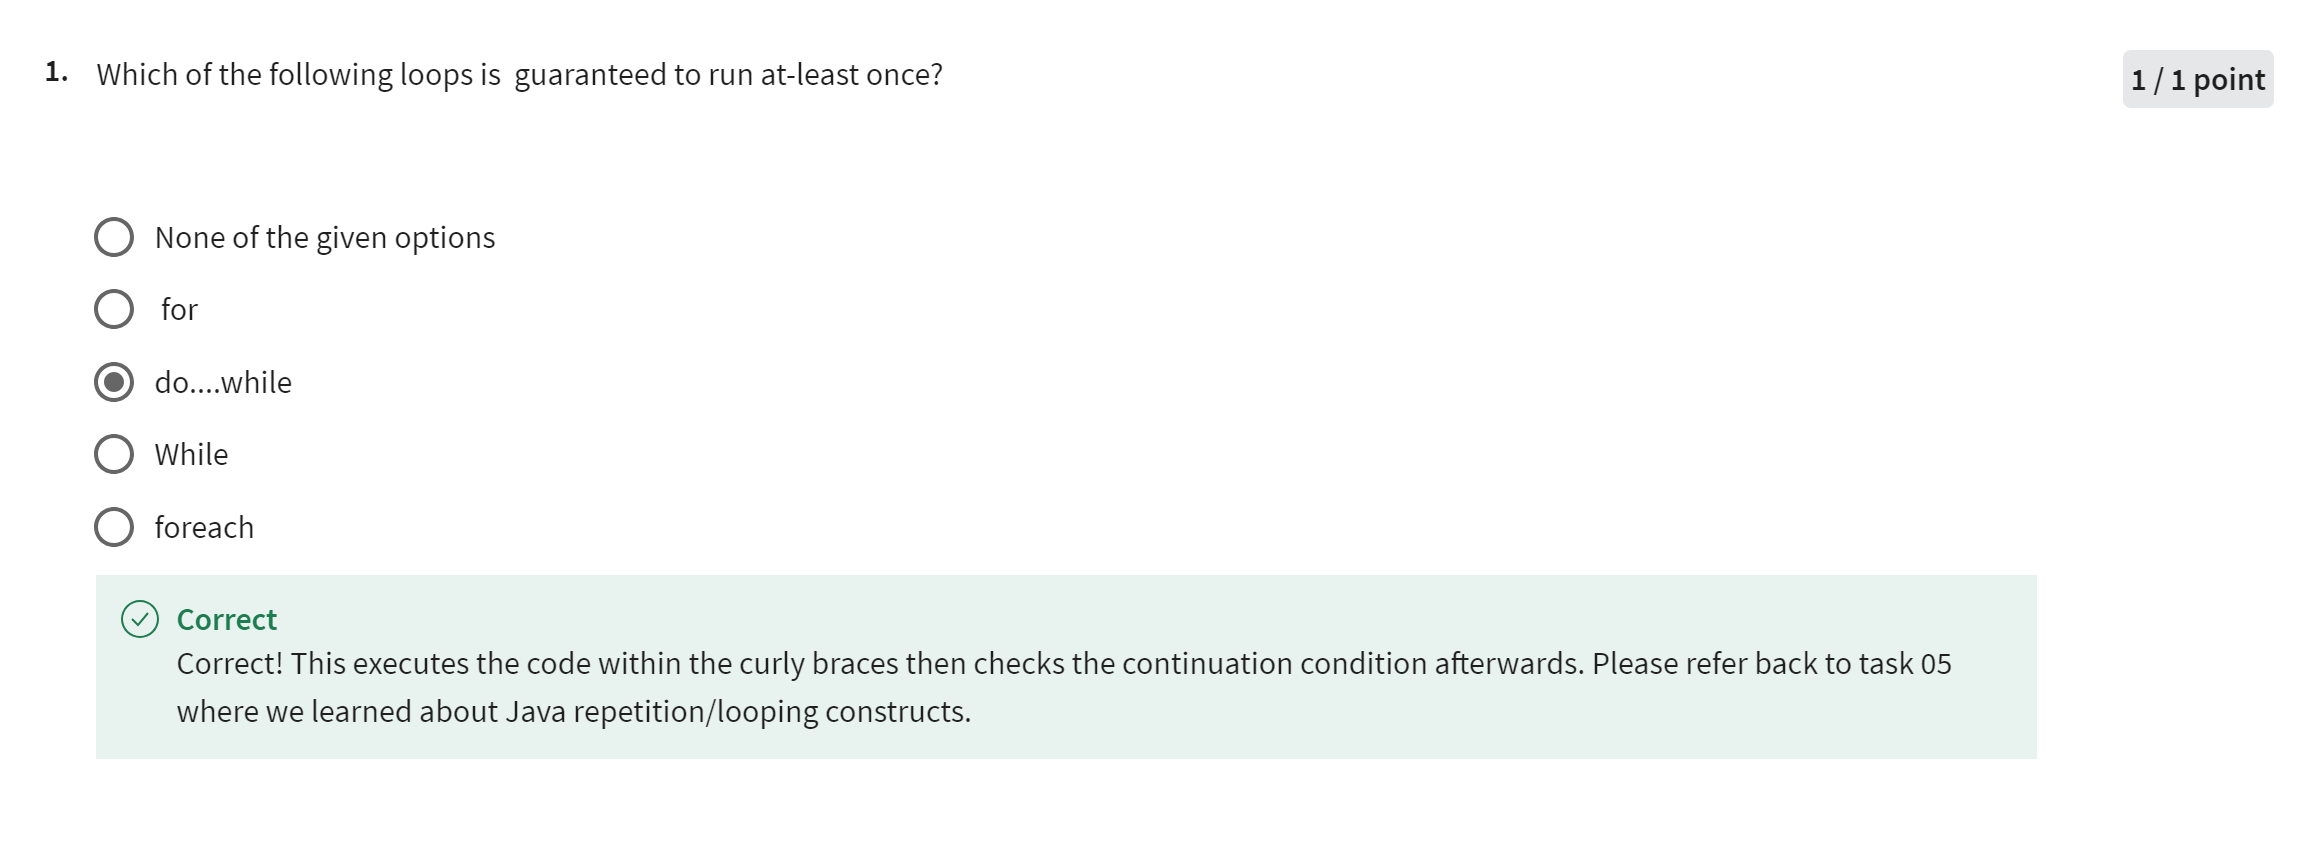 1. Which of the following loops is  guaranteed to run at-least once?
1 / 1 point
None of the given options
for
do....while
While
foreach
Correct
Correct! This executes the code within the curly braces then checks the continuation condition afterwards. Please refer back to task 05
where we learned about Java repetition/looping constructs.